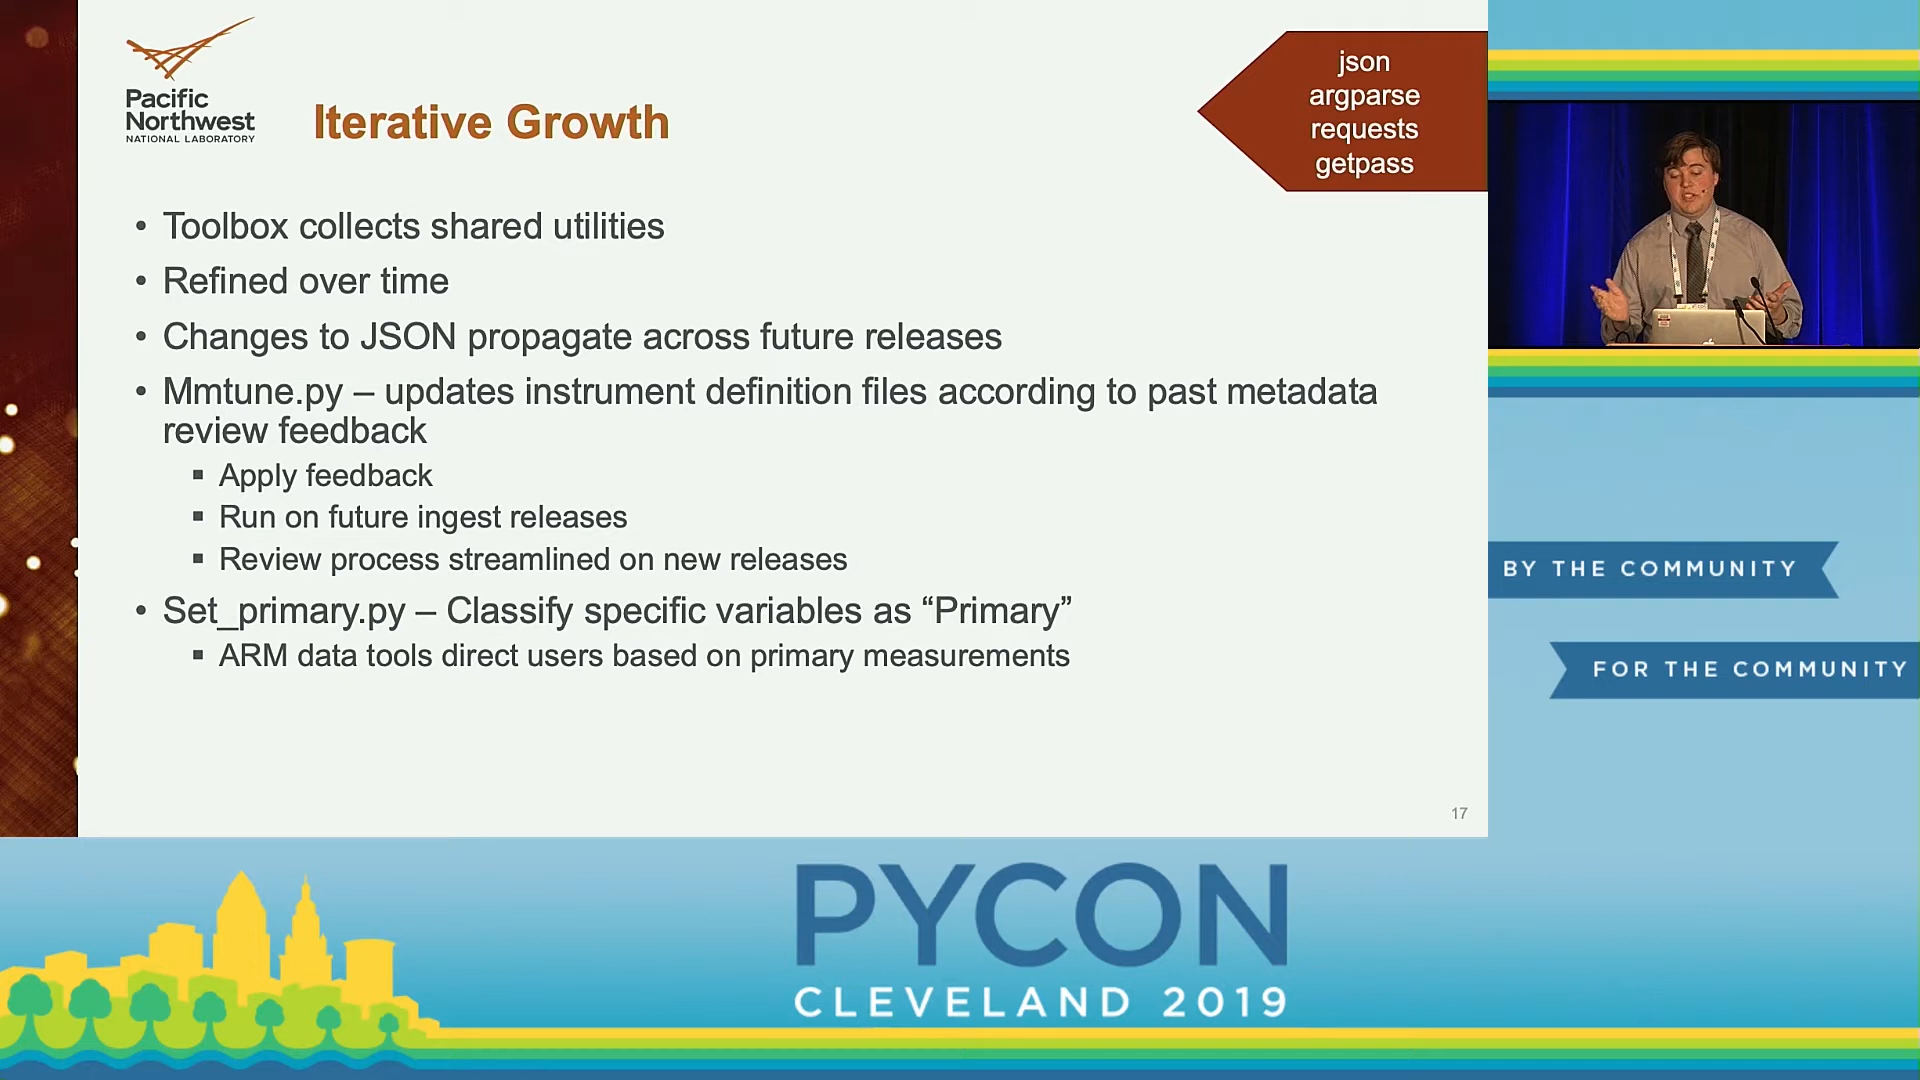 Pacific
Northwest
NATIONAL LABORATORY
Iterative Growth
json
argparse
requests
getpass
• Toolbox collects shared utilities
• Refined over time
• Changes to JSON propagate across future releases
• Mmtune.py – updates instrument definition files according to past metadata
review feedback
▪ Apply feedback
▪ Run on future ingest releases
▪ Review process streamlined on new releases
• Set_primary.py – Classify specific variables as “Primary”
▪ ARM data tools direct users based on primary measurements
17
BY THE COMMUNITY
FOR THE COMMUNITY
PYCON
CLEVELAND 2019